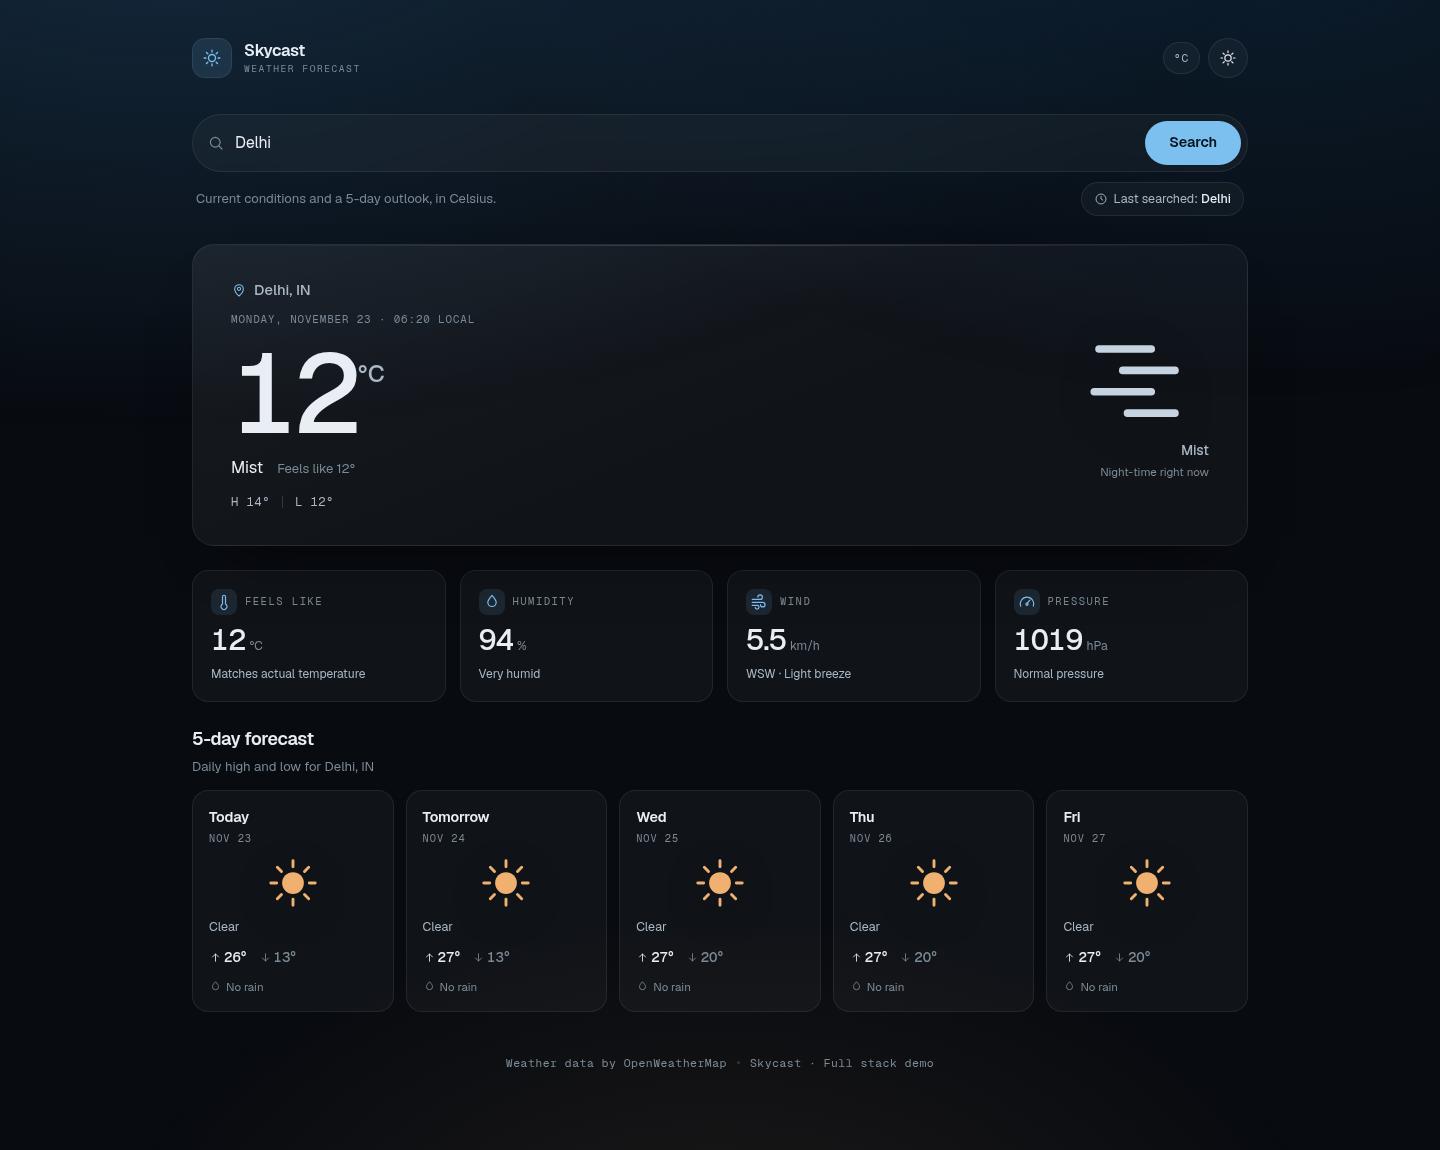 Skycast
WEATHER FORECAST
°C
Delhi
Search
Current conditions and a 5-day outlook, in Celsius.
Last searched: Delhi
Delhi, IN
MONDAY, NOVEMBER 23 · 06:20 LOCAL
12°C
Mist Feels like 12°
H 14° | L 12°
Mist
Night-time right now
FEELS LIKE
12 °C
Matches actual temperature
HUMIDITY
94 %
Very humid
WIND
5.5 km/h
WSW · Light breeze
PRESSURE
1019 hPa
Normal pressure
5-day forecast
Daily high and low for Delhi, IN
Today
NOV 23
Clear
↑ 26° ↓ 13°
No rain
Tomorrow
NOV 24
Clear
↑ 27° ↓ 13°
No rain
Wed
NOV 25
Clear
↑ 27° ↓ 20°
No rain
Thu
NOV 26
Clear
↑ 27° ↓ 20°
No rain
Fri
NOV 27
Clear
↑ 27° ↓ 20°
No rain
Weather data by OpenWeatherMap · Skycast · Full stack demo